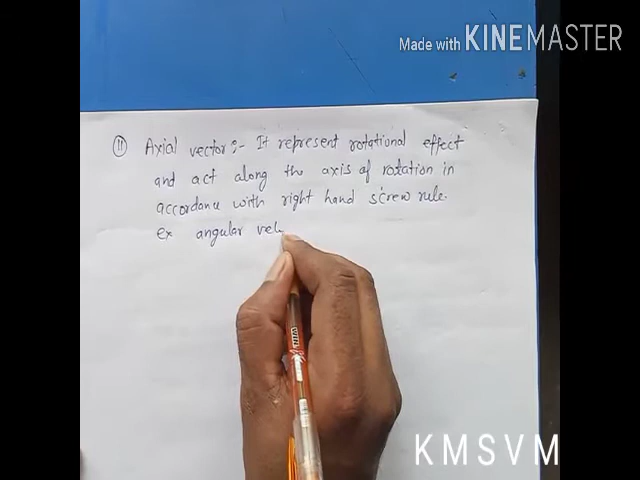 Made with KINEMASTER
(11) Axial vector :- It represent rotational effect
and act along the axis of rotation in
accordance with right hand screw rule.
ex angular vel
KMSVM